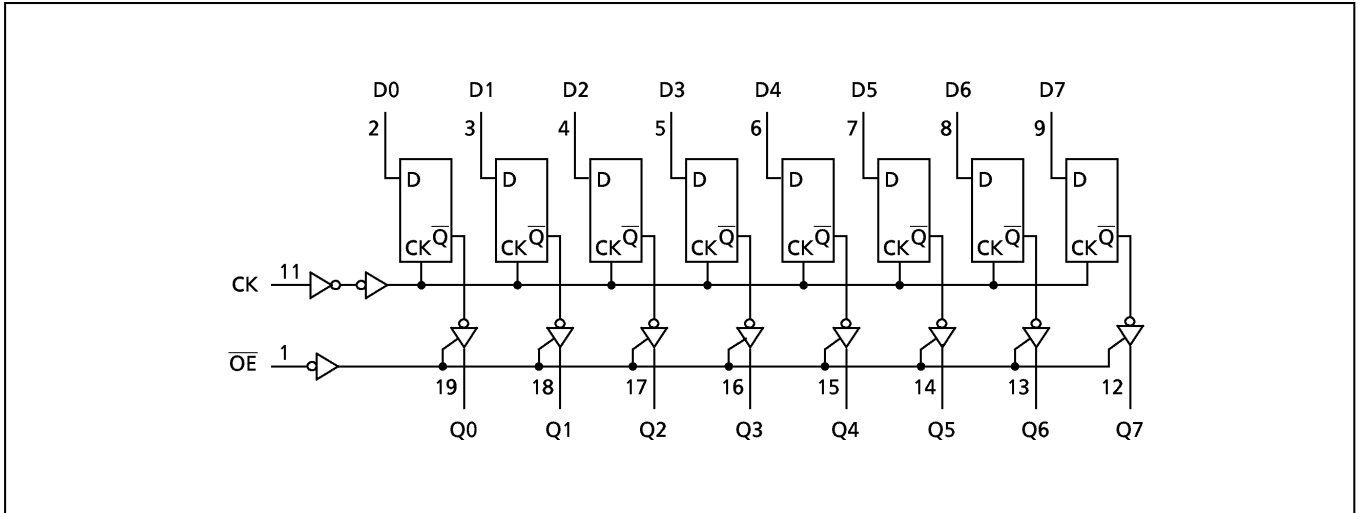 D0 D1 D2 D3 D4 D5 D6 D7
2 3 4 5 6 7 8 9
D D D D D D D D
Q̅ Q̅ Q̅ Q̅ Q̅ Q̅ Q̅ Q̅
CK CK CK CK CK CK CK CK
CK 11
O̅E̅ 1
19 18 17 16 15 14 13 12
Q0 Q1 Q2 Q3 Q4 Q5 Q6 Q7